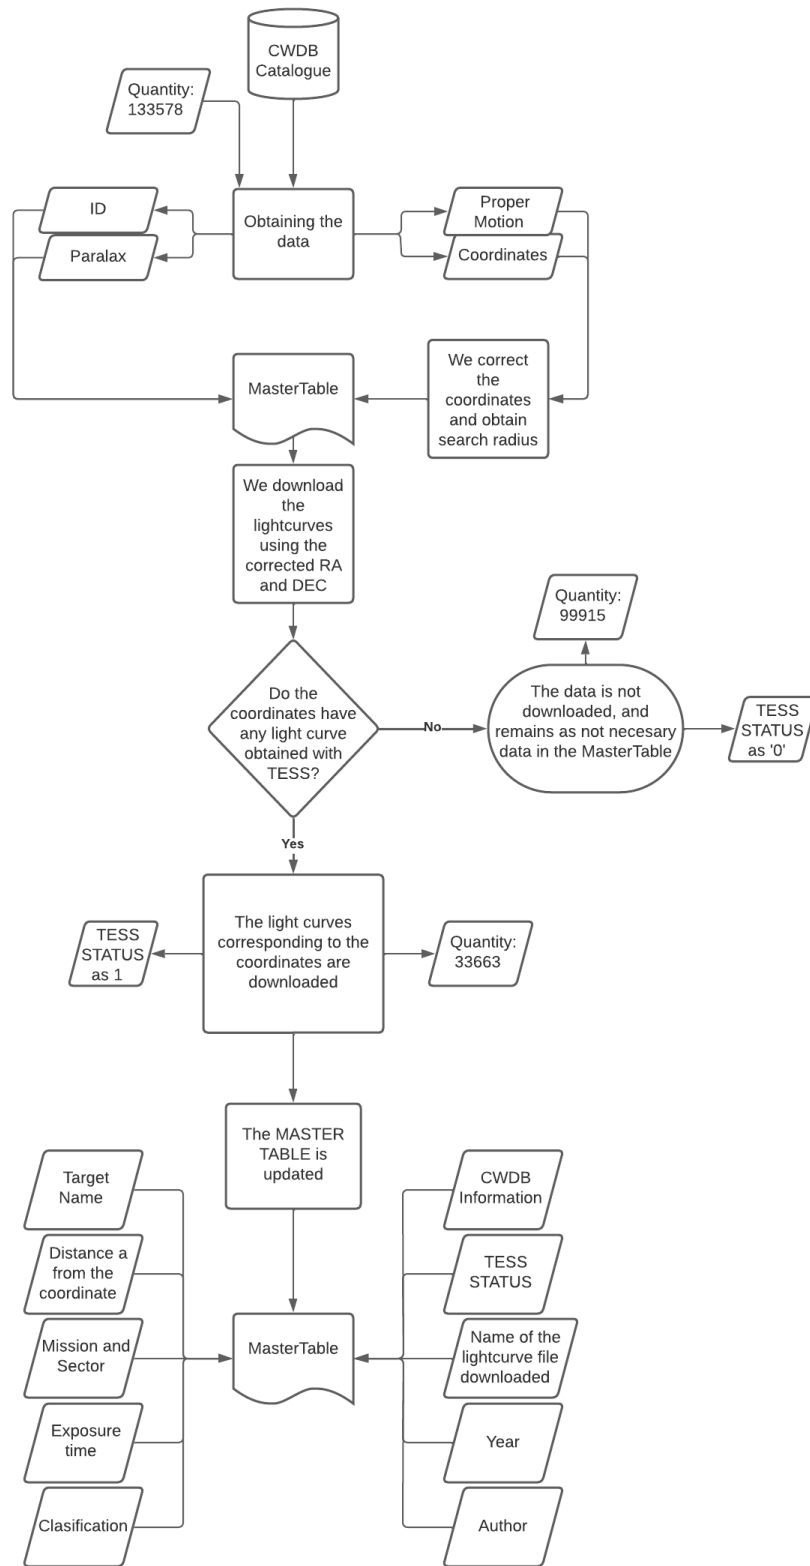 CWDB
Catalogue
Quantity:
133578
ID
Paralax
Obtaining the
data
Proper
Motion
Coordinates
MasterTable
We correct
the
coordinates
and obtain
search radius
We download
the
lightcurves
using the
corrected RA
and DEC
Quantity:
99915
Do the
coordinates have
any light curve
obtained with
TESS?
No
The data is not
downloaded, and
remains as not necesary
data in the MasterTable
TESS
STATUS
as '0'
Yes
TESS
STATUS
as 1
The light curves
corresponding to the
coordinates are
downloaded
Quantity:
33663
The MASTER
TABLE is
updated
Target
Name
Distance a
from the
coordinate
Mission and
Sector
Exposure
time
Clasification
MasterTable
CWDB
Information
TESS
STATUS
Name of the
lightcurve file
downloaded
Year
Author